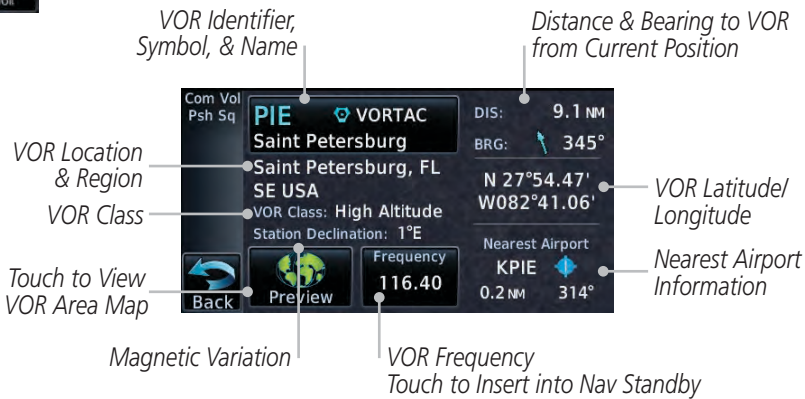 VOR Identifier,
Symbol, & Name
Distance & Bearing to VOR
from Current Position
Com Vol
Psh Sq
PIE VORTAC
Saint Petersburg
DIS: 9.1 NM
BRG: 345°
VOR Location
& Region
Saint Petersburg, FL
SE USA
N 27°54.47'
W082°41.06'
VOR Latitude/
Longitude
VOR Class
VOR Class: High Altitude
Station Declination: 1°E
Nearest Airport
KPIE
0.2 NM 314°
Nearest Airport
Information
Touch to View
VOR Area Map
Back
Preview
Frequency
116.40
Magnetic Variation
VOR Frequency
Touch to Insert into Nav Standby